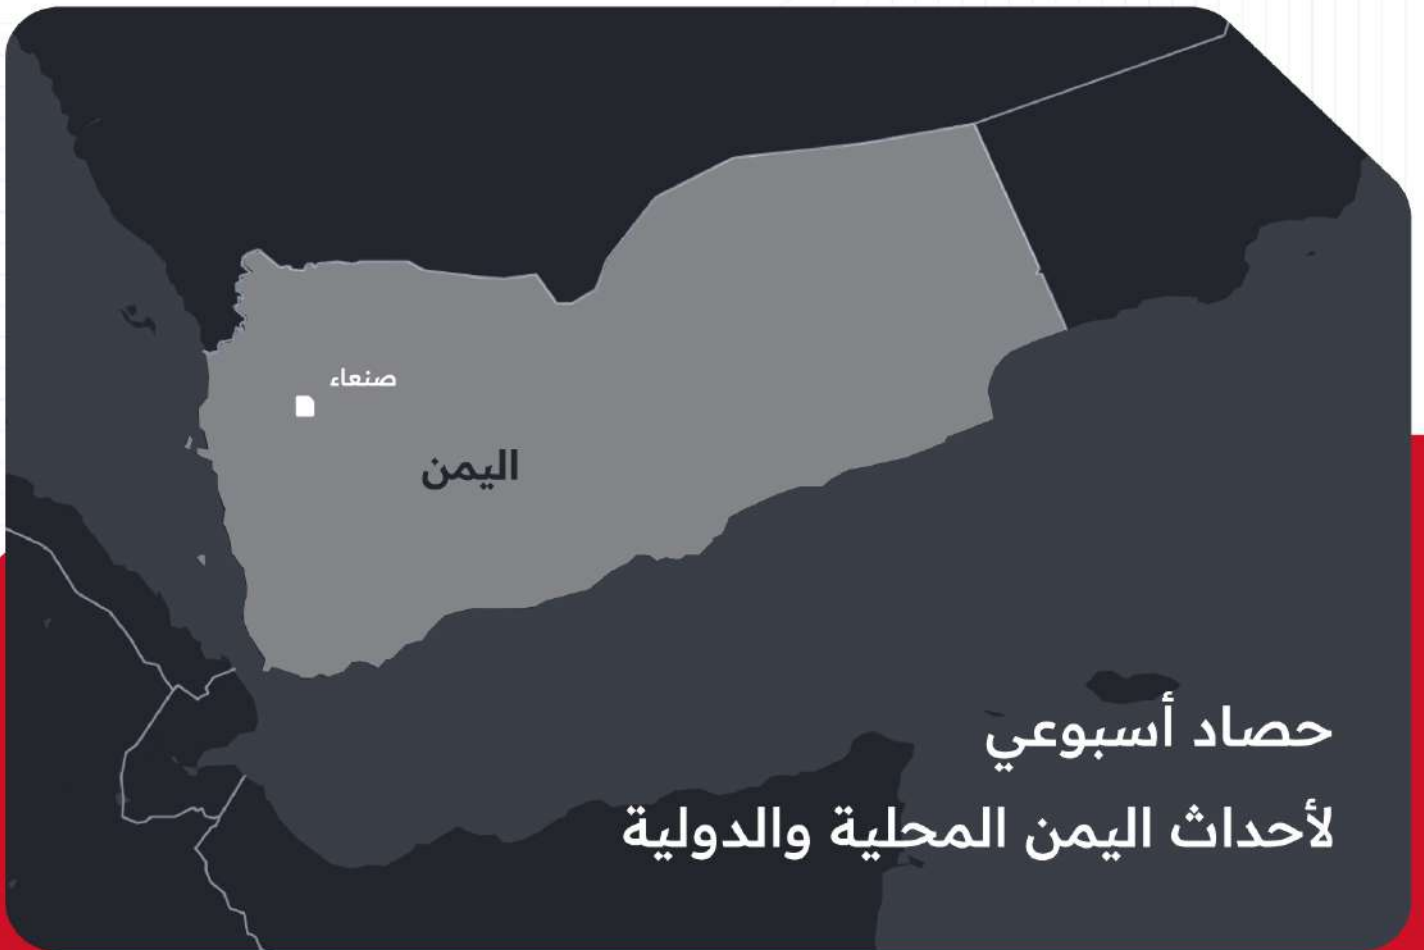 صنعاء
اليمن
حصاد أسبوعي
لأحداث اليمن المحلية والدولية